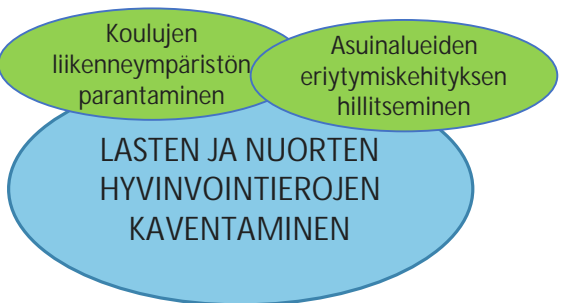 Koulujen
liikenneympäristön
parantaminen
Asuinalueiden
eriytymiskehityksen
hillitseminen
LASTEN JA NUORTEN
HYVINVOINTIEROJEN
KAVENTAMINEN